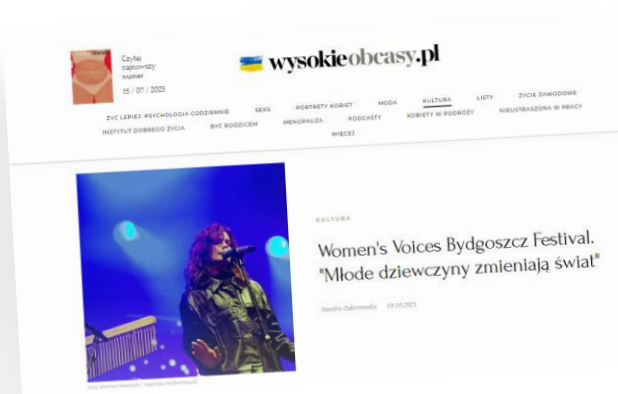 Czytaj
najnowszy
numer
wysokieobcasy.pl
15 / 07 / 2023
ŻYĆ LEPIEJ. PSYCHOLOGIA CODZIENNIE SEKS PORTRETY KOBIET MODA KULTURA LISTY ŻYCIE ZAWODOWE
INSTYTUT DOBREGO ŻYCIA BYĆ RODZICEM MENOPAUZA PODCASTY KOBIETY W PODRÓŻY NIEUSTRASZONA W PRACY
WIĘCEJ
KULTURA
Women's Voices Bydgoszcz Festival.
"Młode dziewczyny zmieniają świat"